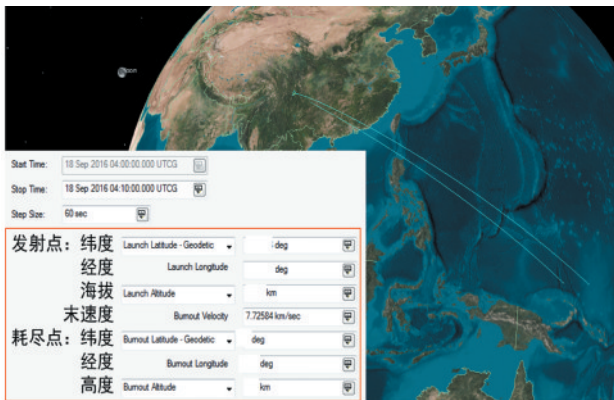 Moon
Start Time: 18 Sep 2016 04:00:00.000 UTCG
Stop Time: 18 Sep 2016 04:10:00.000 UTCG
Step Size: 60 sec
发射点：纬度 Launch Latitude - Geodetic deg
经度 Launch Longitude deg
海拔 Launch Altitude km
末速度 Burnout Velocity 7.72584 km/sec
耗尽点：纬度 Burnout Latitude - Geodetic deg
经度 Burnout Longitude deg
高度 Burnout Altitude km